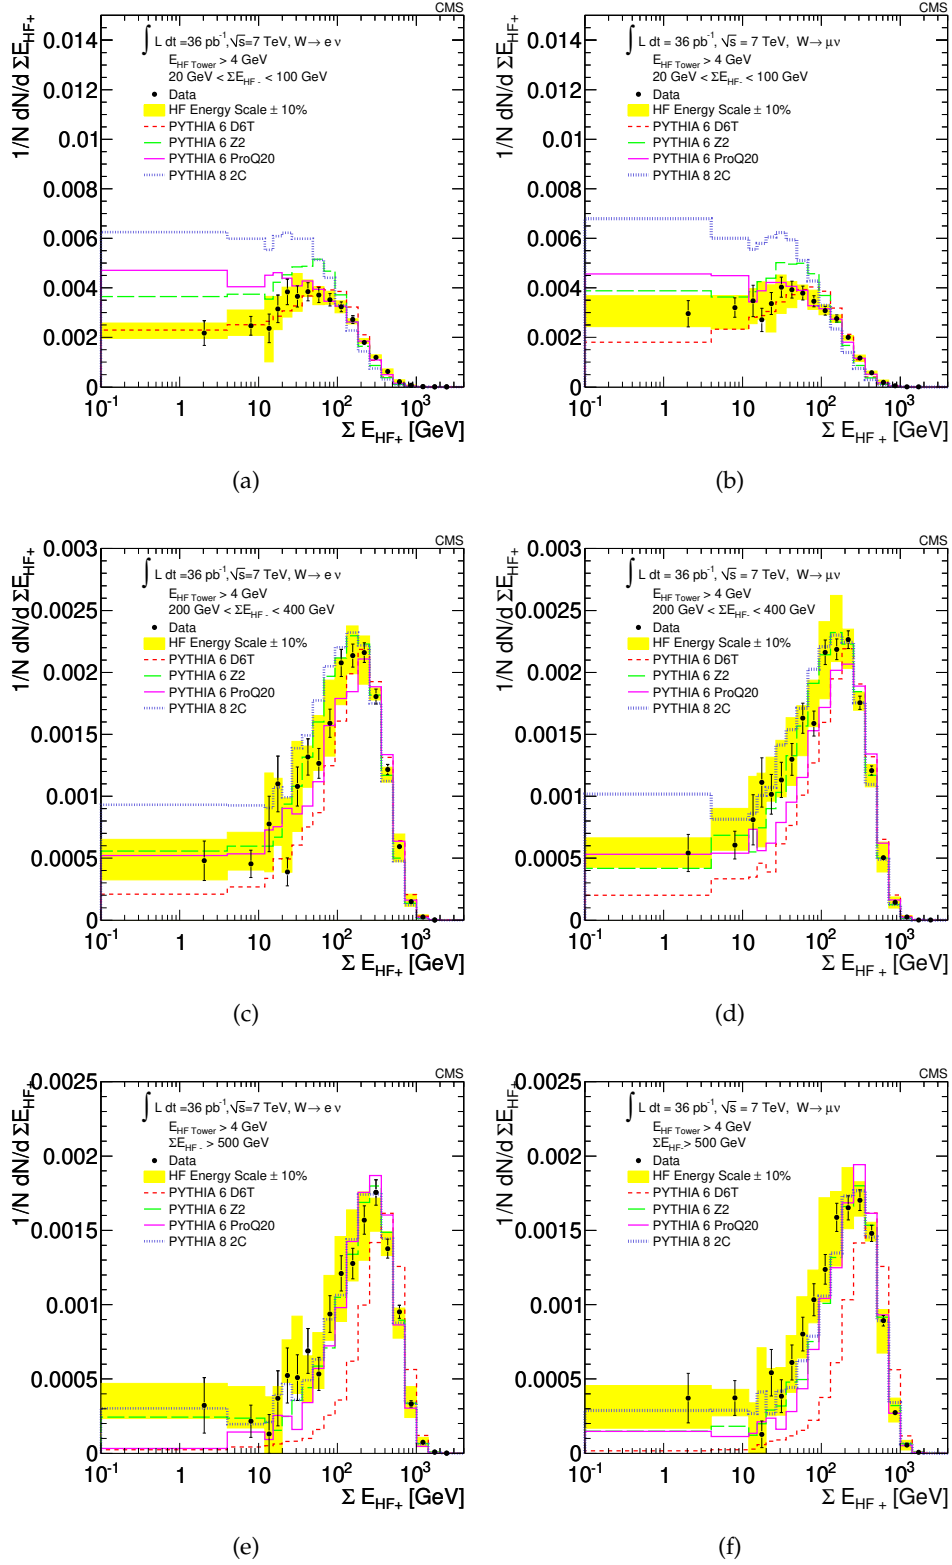 CMS
∫ L dt =36 pb⁻¹,√s=7 TeV, W→ e ν
E_HF Tower > 4 GeV
20 GeV < ΣE_HF - < 100 GeV
Data
HF Energy Scale ± 10%
PYTHIA 6 D6T
PYTHIA 6 Z2
PYTHIA 6 ProQ20
PYTHIA 8 2C
1/N dN/d ΣE_HF+
0.014
0.012
0.01
0.008
0.006
0.004
0.002
0
10⁻¹ 1 10 10² 10³
Σ E_HF+ [GeV]
(a)
CMS
∫ L dt = 36 pb⁻¹, √s = 7 TeV, W→ μν
E_HF Tower > 4 GeV
20 GeV < ΣE_HF- < 100 GeV
Data
HF Energy Scale ± 10%
PYTHIA 6 D6T
PYTHIA 6 Z2
PYTHIA 6 ProQ20
PYTHIA 8 2C
1/N dN/d ΣE_HF+
0.014
0.012
0.01
0.008
0.006
0.004
0.002
0
10⁻¹ 1 10 10² 10³
Σ E_HF + [GeV]
(b)
CMS
∫ L dt =36 pb⁻¹,√s=7 TeV, W→ e ν
E_HF Tower > 4 GeV
200 GeV < ΣE_HF - < 400 GeV
Data
HF Energy Scale ± 10%
PYTHIA 6 D6T
PYTHIA 6 Z2
PYTHIA 6 ProQ20
PYTHIA 8 2C
1/N dN/d ΣE_HF+
0.003
0.0025
0.002
0.0015
0.001
0.0005
0
10⁻¹ 1 10 10² 10³
Σ E_HF+ [GeV]
(c)
CMS
∫ L dt = 36 pb⁻¹, √s = 7 TeV, W→ μν
E_HF Tower > 4 GeV
200 GeV < ΣE_HF- < 400 GeV
Data
HF Energy Scale ± 10%
PYTHIA 6 D6T
PYTHIA 6 Z2
PYTHIA 6 ProQ20
PYTHIA 8 2C
1/N dN/d ΣE_HF+
0.003
0.0025
0.002
0.0015
0.001
0.0005
0
10⁻¹ 1 10 10² 10³
Σ E_HF + [GeV]
(d)
CMS
∫ L dt =36 pb⁻¹,√s=7 TeV, W→ e ν
E_HF Tower > 4 GeV
ΣE_HF - > 500 GeV
Data
HF Energy Scale ± 10%
PYTHIA 6 D6T
PYTHIA 6 Z2
PYTHIA 6 ProQ20
PYTHIA 8 2C
1/N dN/d ΣE_HF+
0.0025
0.002
0.0015
0.001
0.0005
0
10⁻¹ 1 10 10² 10³
Σ E_HF+ [GeV]
(e)
CMS
∫ L dt = 36 pb⁻¹, √s = 7 TeV, W→ μν
E_HF Tower > 4 GeV
ΣE_HF- > 500 GeV
Data
HF Energy Scale ± 10%
PYTHIA 6 D6T
PYTHIA 6 Z2
PYTHIA 6 ProQ20
PYTHIA 8 2C
1/N dN/d ΣE_HF+
0.0025
0.002
0.0015
0.001
0.0005
0
10⁻¹ 1 10 10² 10³
Σ E_HF + [GeV]
(f)